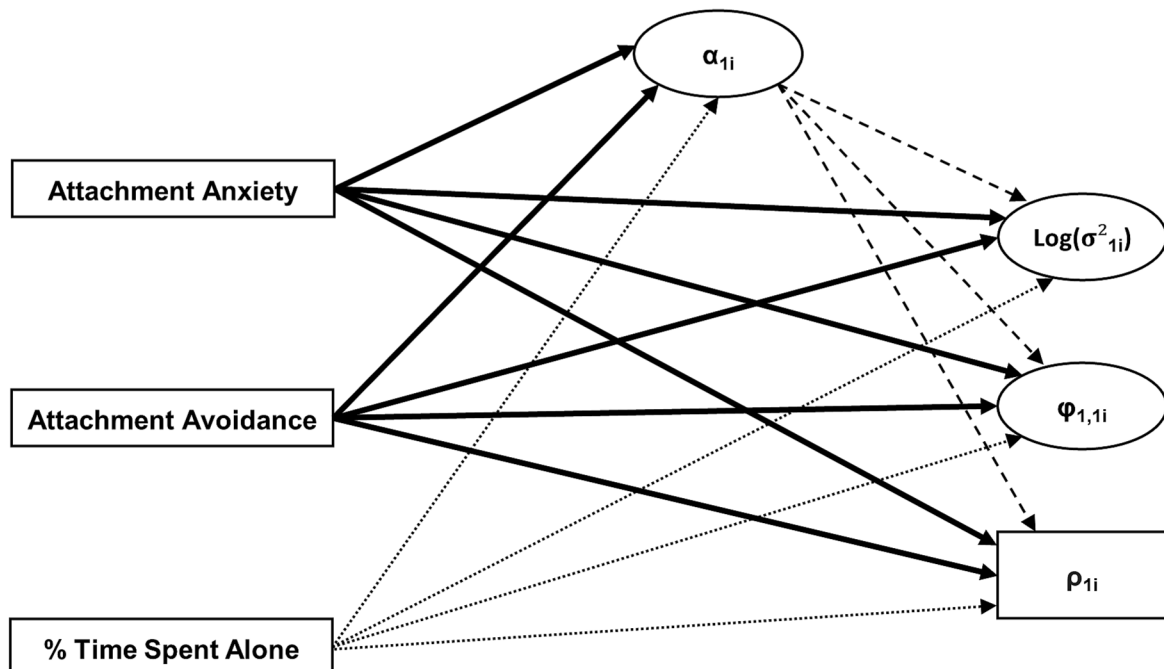 α1i
Attachment Anxiety
Log(σ²1i)
Attachment Avoidance
φ1,1i
ρ1i
% Time Spent Alone